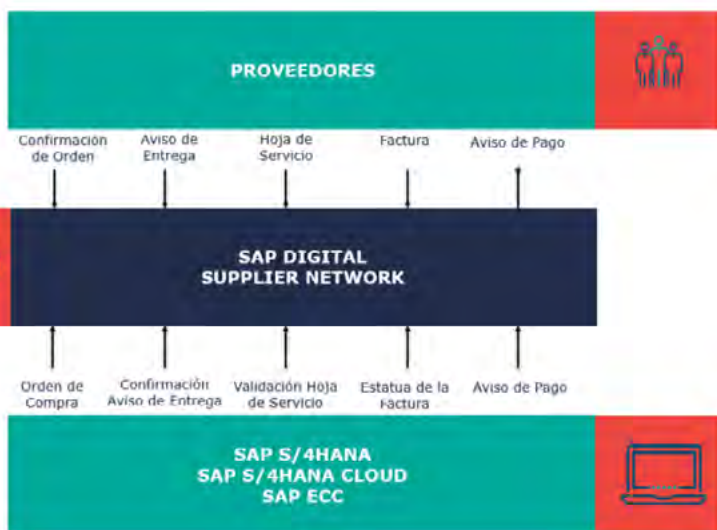 PROVEEDORES
Confirmación
de Orden
Aviso de
Entrega
Hoja de
Servicio
Factura
Aviso de Pago
SAP DIGITAL
SUPPLIER NETWORK
Orden de
Compra
Confirmación
Aviso de Entrega
Validación Hoja
de Servicio
Estatua de la
Factura
Aviso de Pago
SAP S/4HANA
SAP S/4HANA CLOUD
SAP ECC